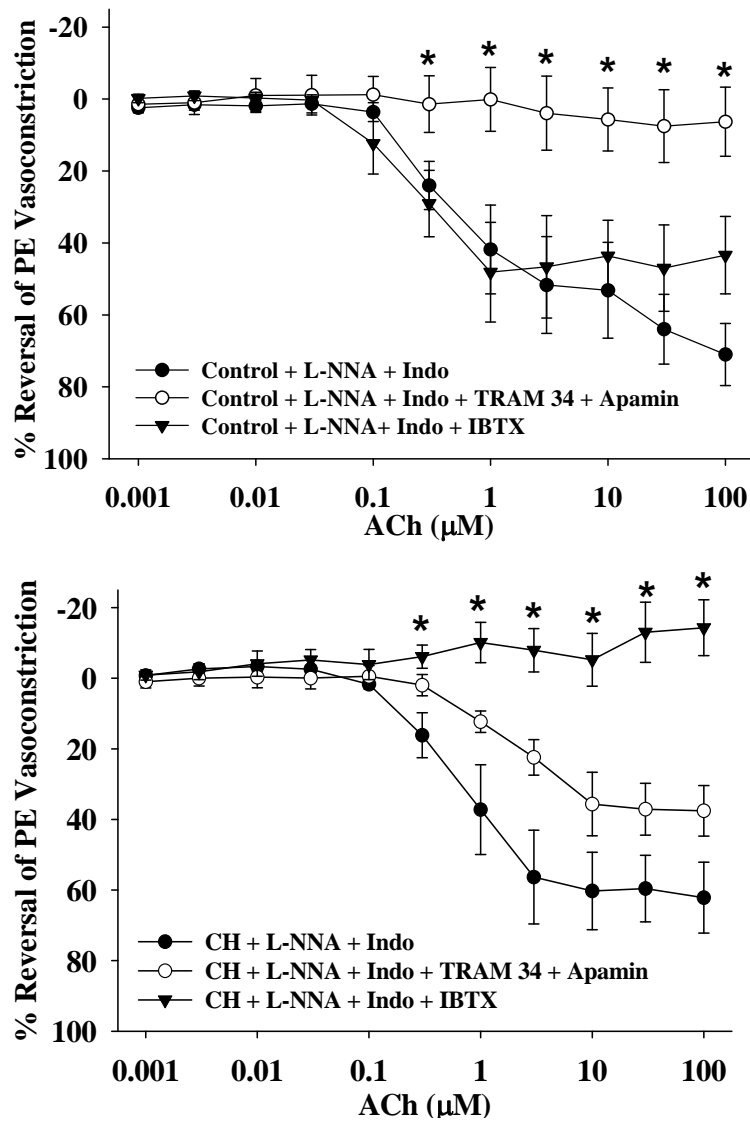 % Reversal of PE Vasoconstriction
-20
0
20
40
60
80
100
* * * * * *
Control + L-NNA + Indo
Control + L-NNA + Indo + TRAM 34 + Apamin
Control + L-NNA+ Indo + IBTX
0.001 0.01 0.1 1 10 100
ACh (μM)
% Reversal of PE Vasoconstriction
-20
0
20
40
60
80
100
* * * * * *
CH + L-NNA + Indo
CH + L-NNA + Indo + TRAM 34 + Apamin
CH + L-NNA + Indo + IBTX
0.001 0.01 0.1 1 10 100
ACh (μM)